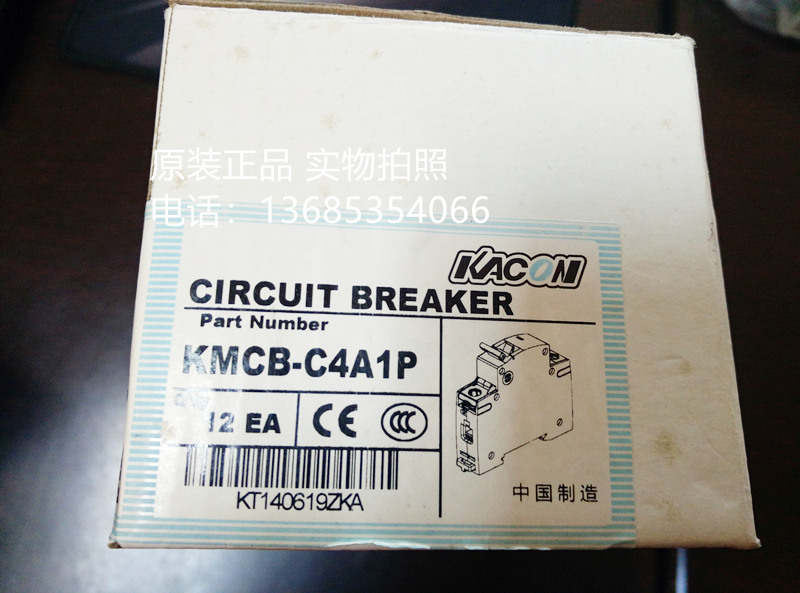 原装正品 实物拍照
电话：13685354066
KACON
CIRCUIT BREAKER
Part Number
KMCB-C4A1P
12 EA
CE
CCC
KT140619ZKA
中国制造